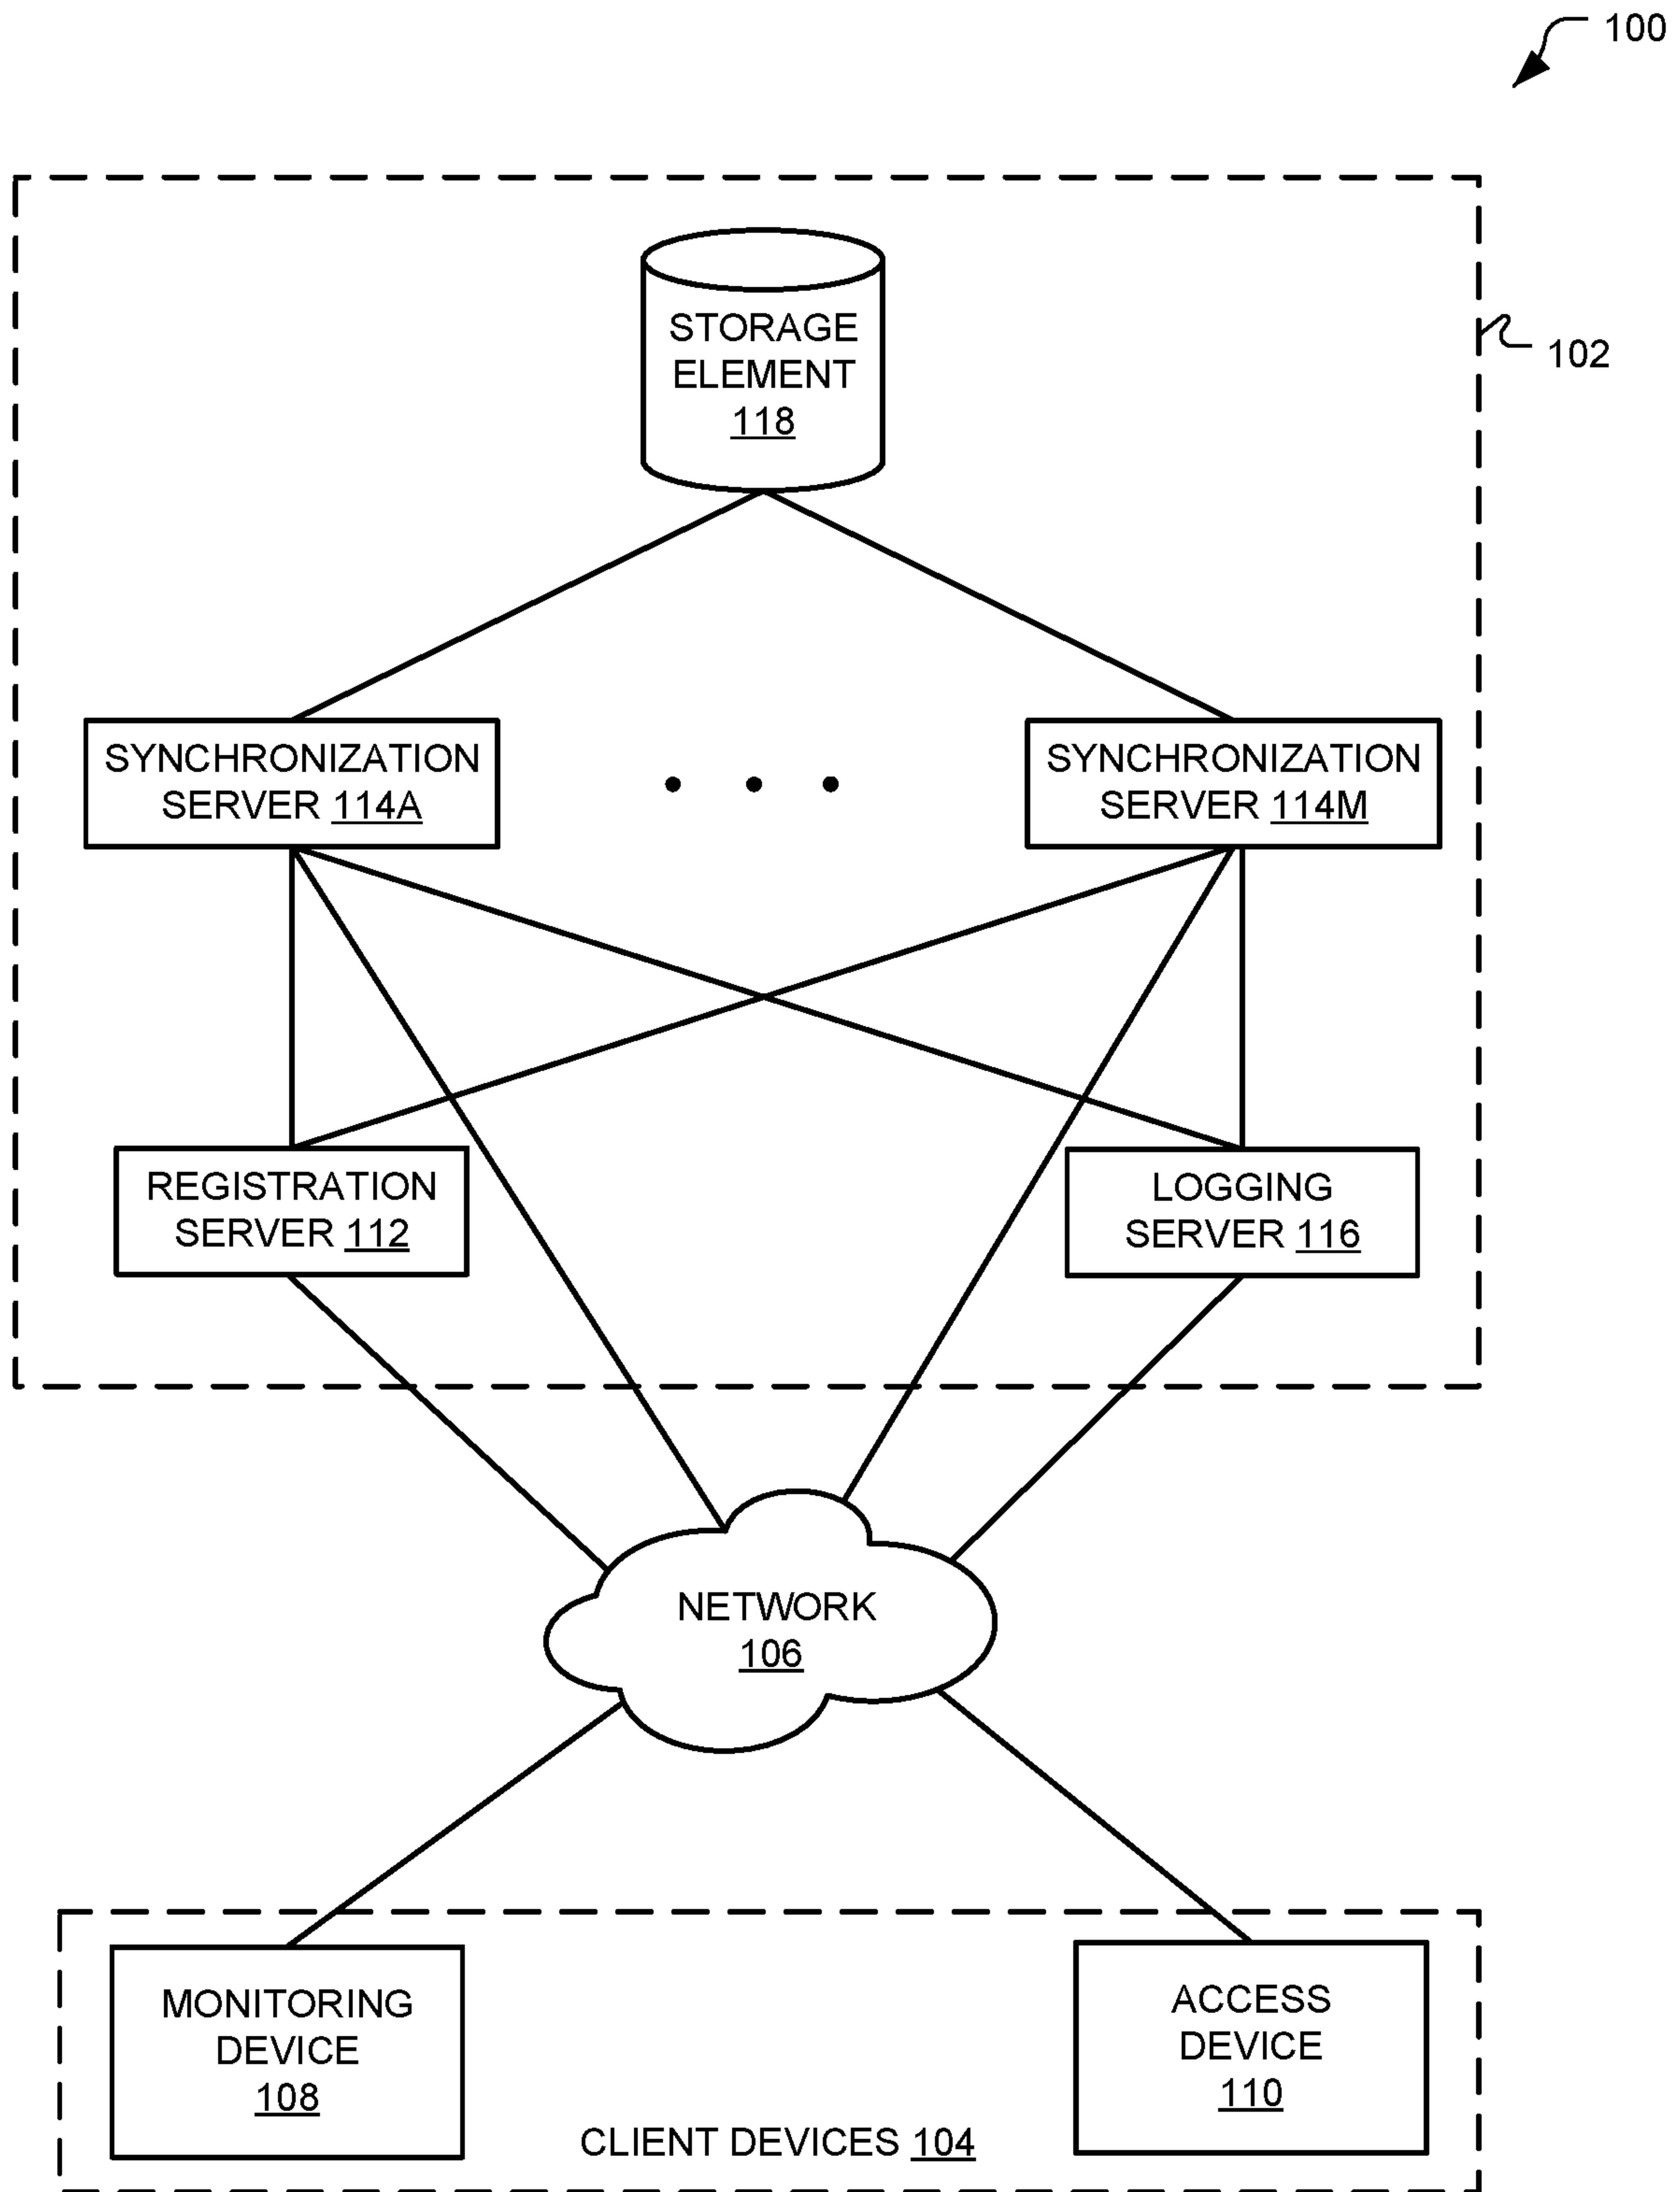 100
102
STORAGE
ELEMENT
118
SYNCHRONIZATION
SERVER 114A
SYNCHRONIZATION
SERVER 114M
REGISTRATION
SERVER 112
LOGGING
SERVER 116
NETWORK
106
MONITORING
DEVICE
108
ACCESS
DEVICE
110
CLIENT DEVICES 104